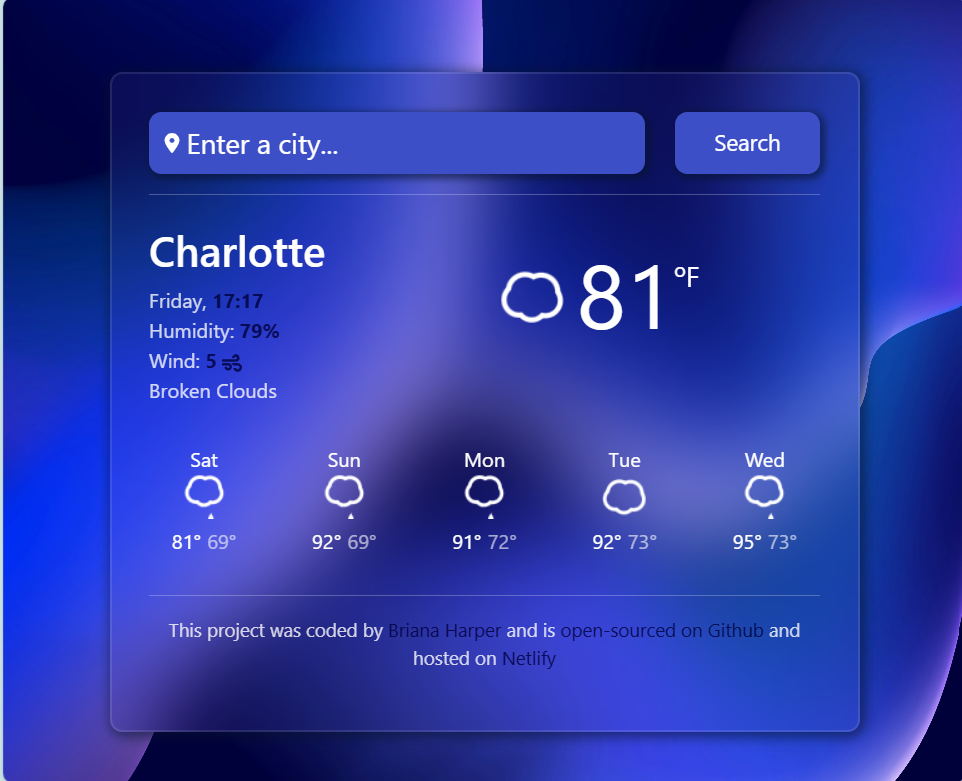 Enter a city...
Search
Charlotte
81 °F
Friday, 17:17
Humidity: 79%
Wind: 5
Broken Clouds
Sat Sun Mon Tue Wed
81° 69° 92° 69° 91° 72° 92° 73° 95° 73°
This project was coded by Briana Harper and is open-sourced on Github and
hosted on Netlify